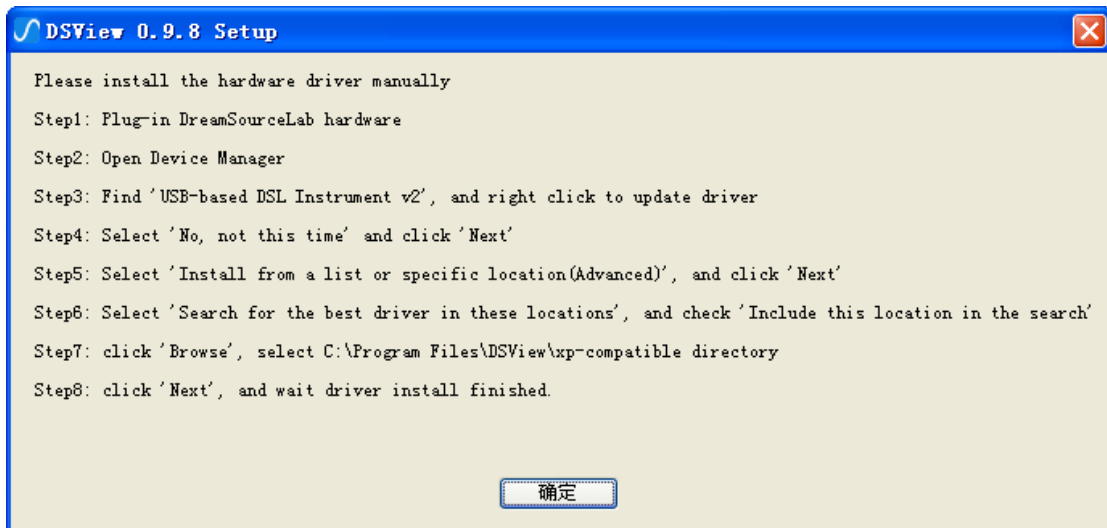 DSView 0.9.8 Setup
Please install the hardware driver manually
Step1: Plug-in DreamSourceLab hardware
Step2: Open Device Manager
Step3: Find 'USB-based DSL Instrument v2', and right click to update driver
Step4: Select 'No, not this time' and click 'Next'
Step5: Select 'Install from a list or specific location(Advanced)', and click 'Next'
Step6: Select 'Search for the best driver in these locations', and check 'Include this location in the search'
Step7: click 'Browse', select C:\Program Files\DSView\xp-compatible directory
Step8: click 'Next', and wait driver install finished.
确定